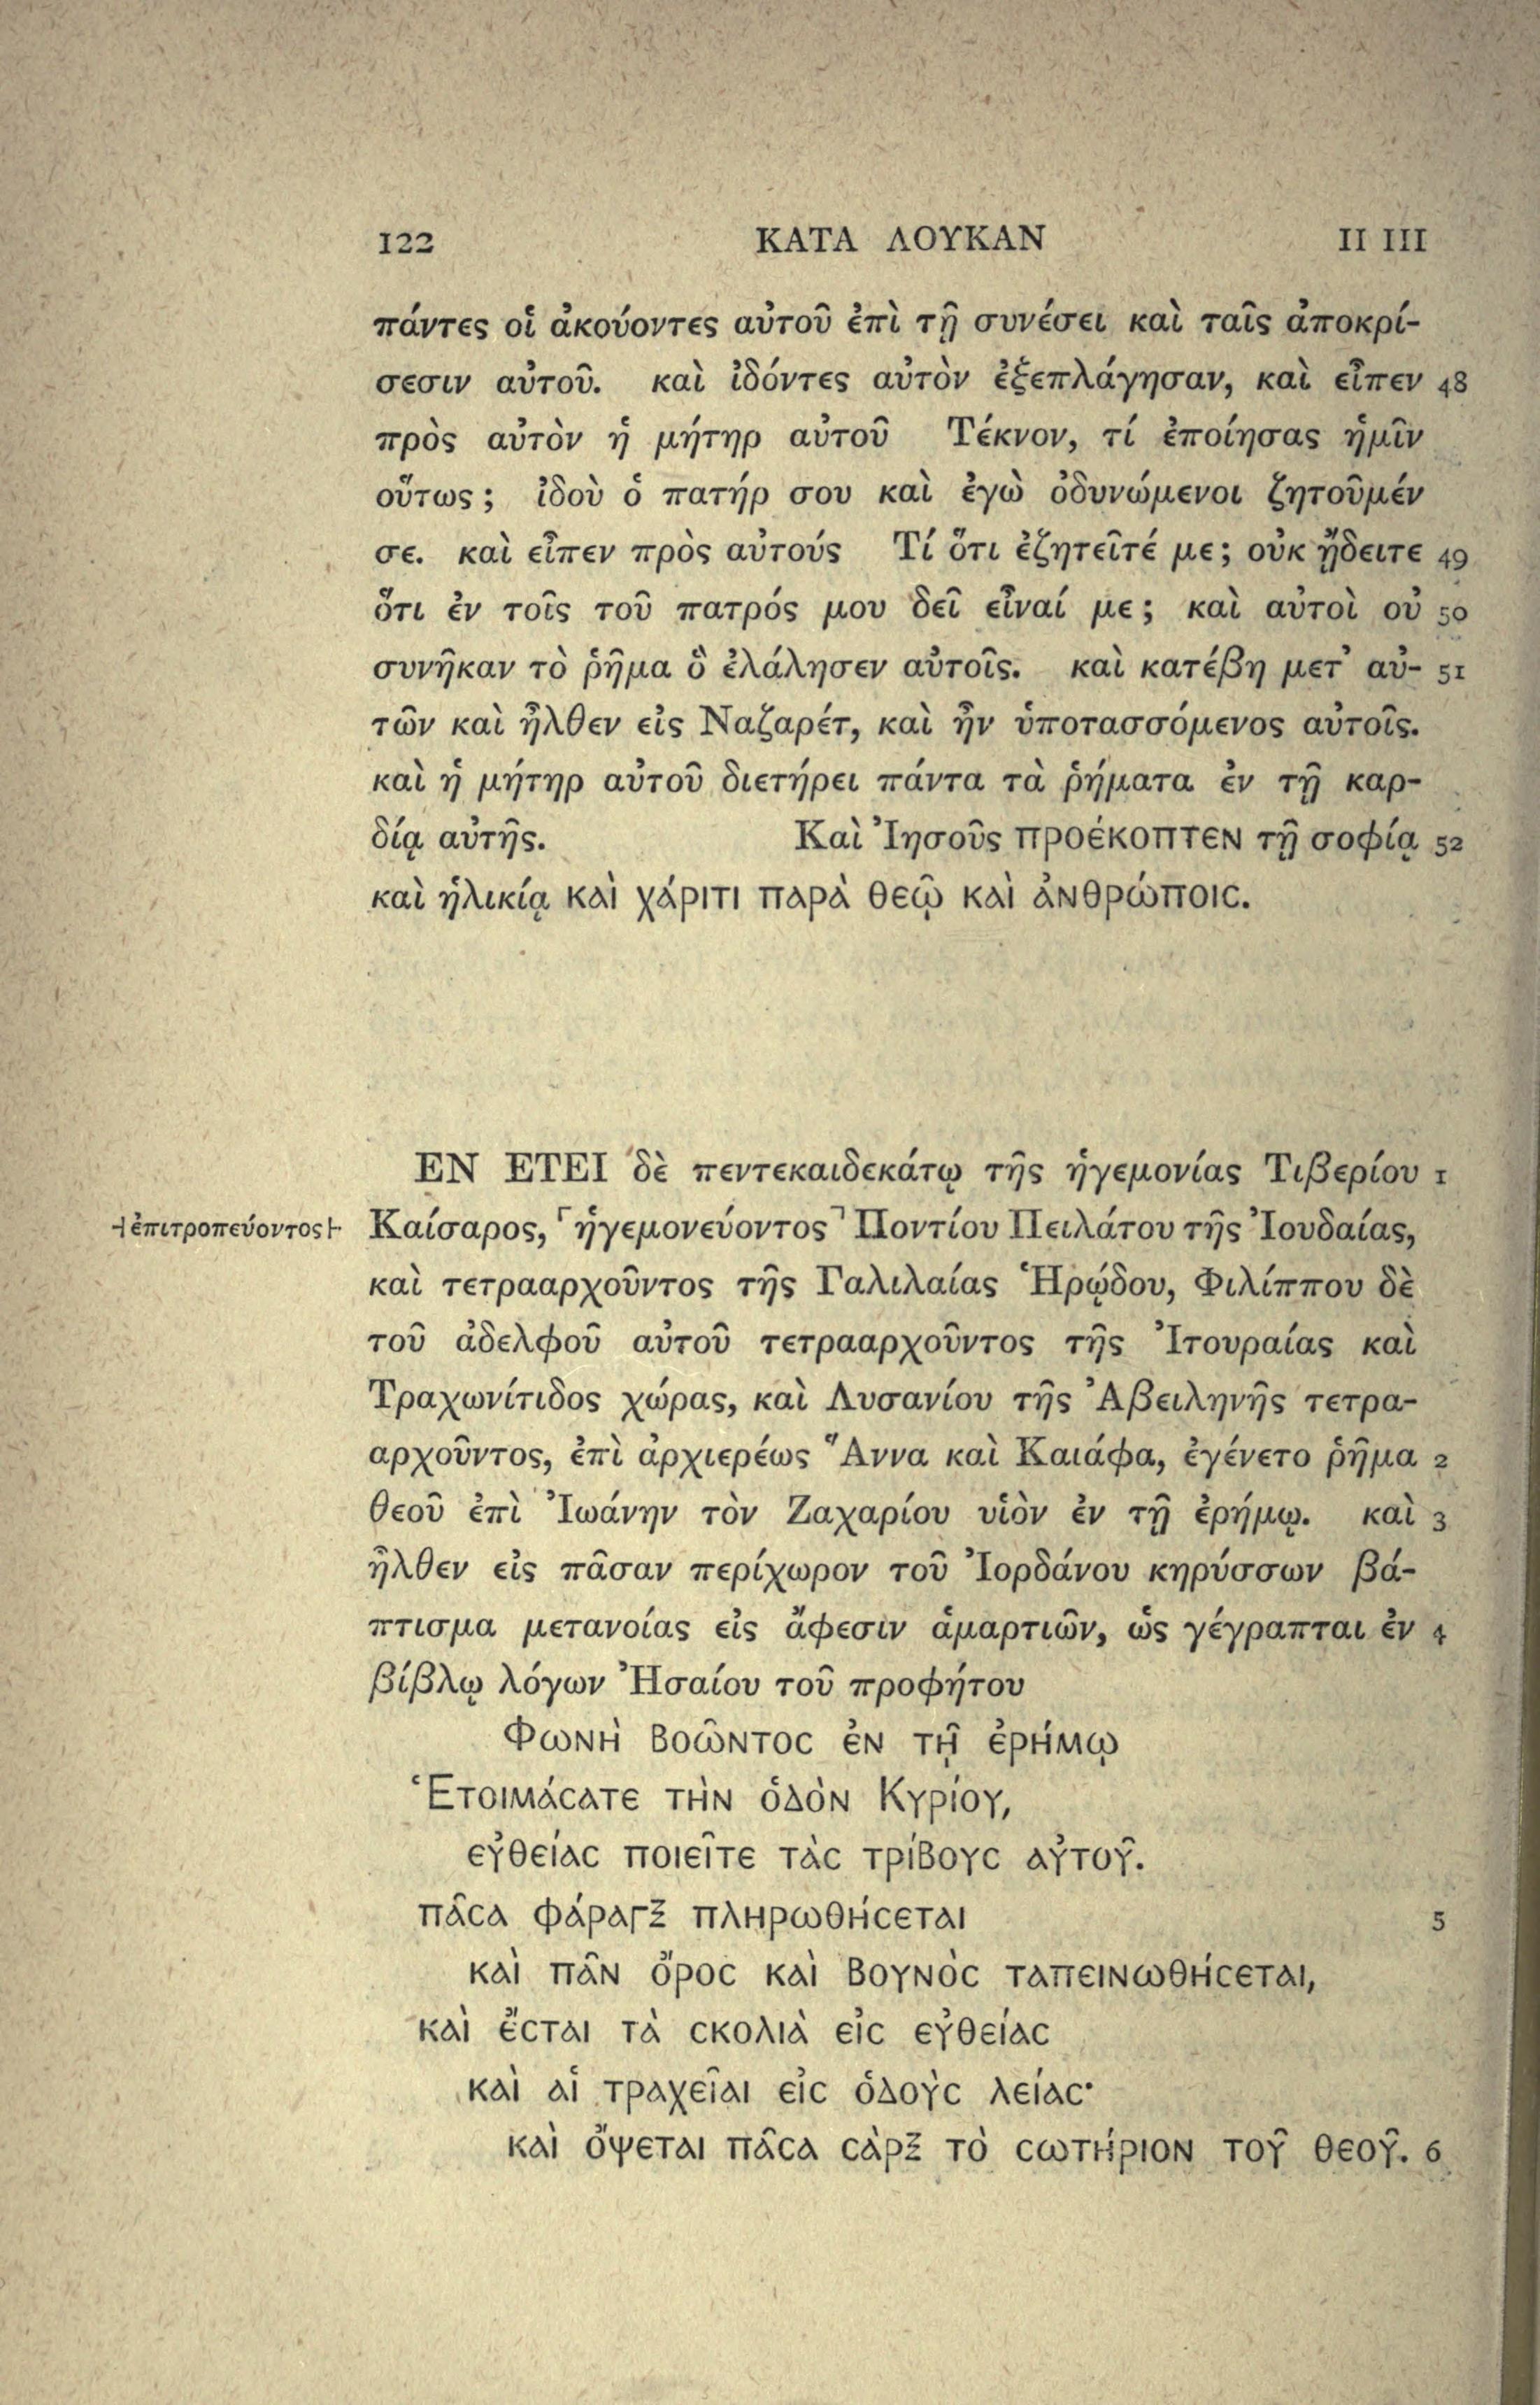 122 ΚΑΤΑ ΛΟΥΚΑΝ II III
πάντες οἱ ἀκούοντες αὐτοῦ ἐπὶ τῇ συνέσει καὶ ταῖς ἀποκρί-
σεσιν αὐτοῦ. καὶ ἰδόντες αὐτὸν ἐξεπλάγησαν, καὶ εἶπεν 48
πρὸς αὐτὸν ἡ μήτηρ αὐτοῦ Τέκνον, τί ἐποίησας ἡμῖν
οὕτως; ἰδοὺ ὁ πατήρ σου καὶ ἐγὼ ὀδυνώμενοι ζητοῦμέν
σε. καὶ εἶπεν πρὸς αὐτούς Τί ὅτι ἐζητεῖτέ με; οὐκ ᾔδειτε 49
ὅτι ἐν τοῖς τοῦ πατρός μου δεῖ εἶναί με; καὶ αὐτοὶ οὐ 50
συνῆκαν τὸ ῥῆμα ὃ ἐλάλησεν αὐτοῖς. καὶ κατέβη μετ' αὐ- 51
τῶν καὶ ἦλθεν εἰς Ναζαρέτ, καὶ ἦν ὑποτασσόμενος αὐτοῖς.
καὶ ἡ μήτηρ αὐτοῦ διετήρει πάντα τὰ ῥήματα ἐν τῇ καρ-
δίᾳ αὐτῆς. Καὶ Ἰησοῦς προέκοπτεν τῇ σοφίᾳ 52
καὶ ἡλικίᾳ καὶ χάριτι παρὰ θεῷ καὶ ἀνθρώποιϲ.
ΕΝ ΕΤΕΙ δὲ πεντεκαιδεκάτῳ τῆς ἡγεμονίας Τιβερίου 1
⊣ἐπιτροπεύοντος⊢ Καίσαρος, ⌜ἡγεμονεύοντος⌝ Ποντίου Πειλάτου τῆς Ἰουδαίας,
καὶ τετρααρχοῦντος τῆς Γαλιλαίας Ἡρῴδου, Φιλίππου δὲ
τοῦ ἀδελφοῦ αὐτοῦ τετρααρχοῦντος τῆς Ἰτουραίας καὶ
Τραχωνίτιδος χώρας, καὶ Λυσανίου τῆς Ἀβειληνῆς τετρα-
αρχοῦντος, ἐπὶ ἀρχιερέως Ἅννα καὶ Καιάφα, ἐγένετο ῥῆμα 2
θεοῦ ἐπὶ Ἰωάνην τὸν Ζαχαρίου υἱὸν ἐν τῇ ἐρήμῳ. καὶ 3
ἦλθεν εἰς πᾶσαν περίχωρον τοῦ Ἰορδάνου κηρύσσων βά-
πτισμα μετανοίας εἰς ἄφεσιν ἁμαρτιῶν, ὡς γέγραπται ἐν 4
βίβλῳ λόγων Ἠσαίου τοῦ προφήτου
Φωνὴ βοῶντοϲ ἐν τῇ ἐρήμῳ
Ἑτοιμάϲατε τὴν ὁδὸν Κυρίου,
εὐθείαϲ ποιεῖτε τὰϲ τρίβουϲ αὐτοῦ.
πᾶϲα φάραγξ πληρωθήϲεται 5
καὶ πᾶν ὄροϲ καὶ βουνὸϲ ταπεινωθήϲεται,
καὶ ἔϲται τὰ ϲκολιὰ εἰϲ εὐθείαϲ
καὶ αἱ τραχεῖαι εἰϲ ὁδοὺϲ λείαϲ·
καὶ ὄψεται πᾶϲα ϲὰρξ τὸ ϲωτήριον τοῦ θεοῦ. 6